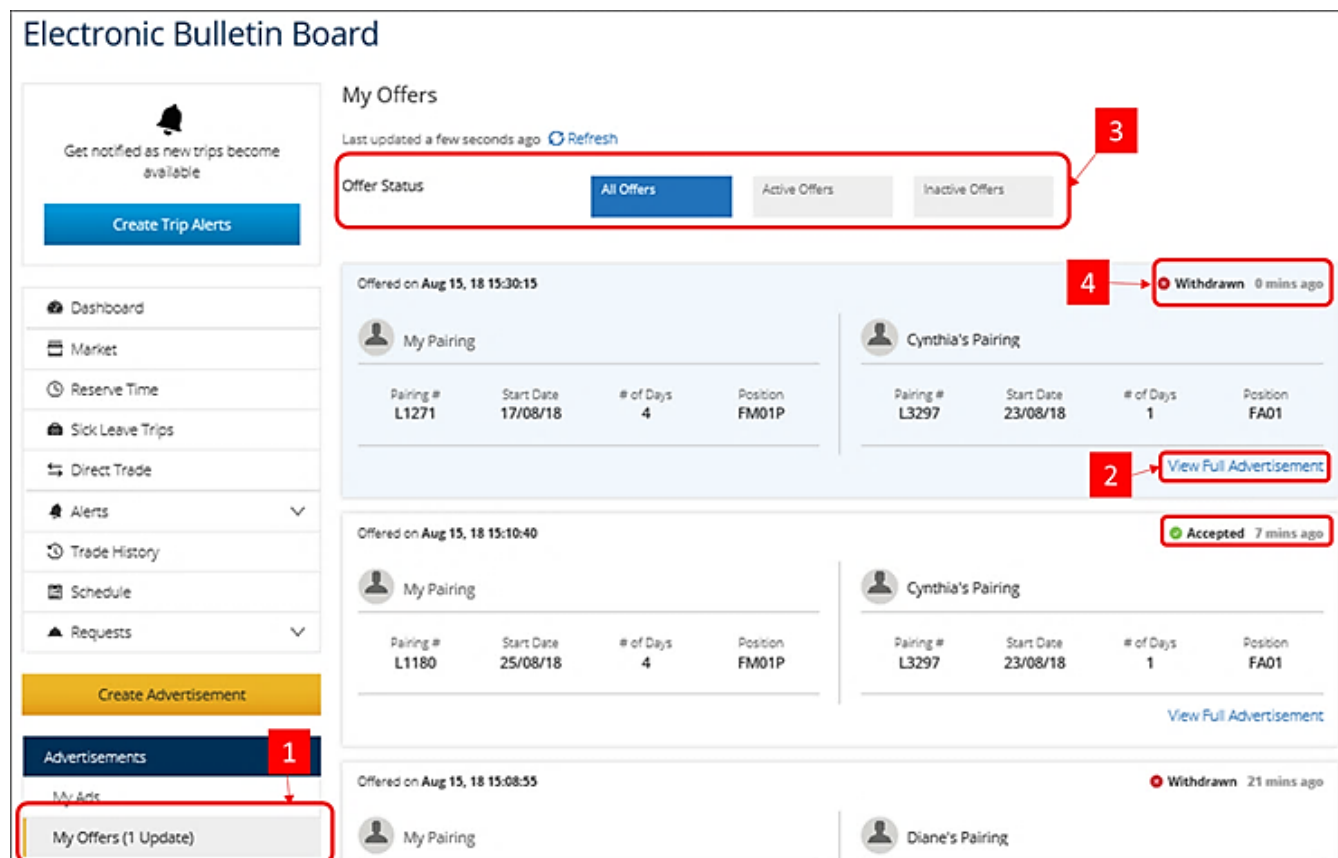 Electronic Bulletin Board
Get notified as new trips become
available
Create Trip Alerts
Dashboard
Market
Reserve Time
Sick Leave Trips
Direct Trade
Alerts
Trade History
Schedule
Requests
Create Advertisement
Advertisements
1
My Ads
My Offers (1 Update)
My Offers
Last updated a few seconds ago Refresh
3
Offer Status All Offers Active Offers Inactive Offers
Offered on Aug 15, 18 15:30:15 4 Withdrawn 0 mins ago
My Pairing Cynthia's Pairing
Pairing # Start Date # of Days Position Pairing # Start Date # of Days Position
L1271 17/08/18 4 FM01P L3297 23/08/18 1 FA01
2 View Full Advertisement
Offered on Aug 15, 18 15:10:40 Accepted 7 mins ago
My Pairing Cynthia's Pairing
Pairing # Start Date # of Days Position Pairing # Start Date # of Days Position
L1180 25/08/18 4 FM01P L3297 23/08/18 1 FA01
View Full Advertisement
Offered on Aug 15, 18 15:08:55 Withdrawn 21 mins ago
My Pairing Diane's Pairing